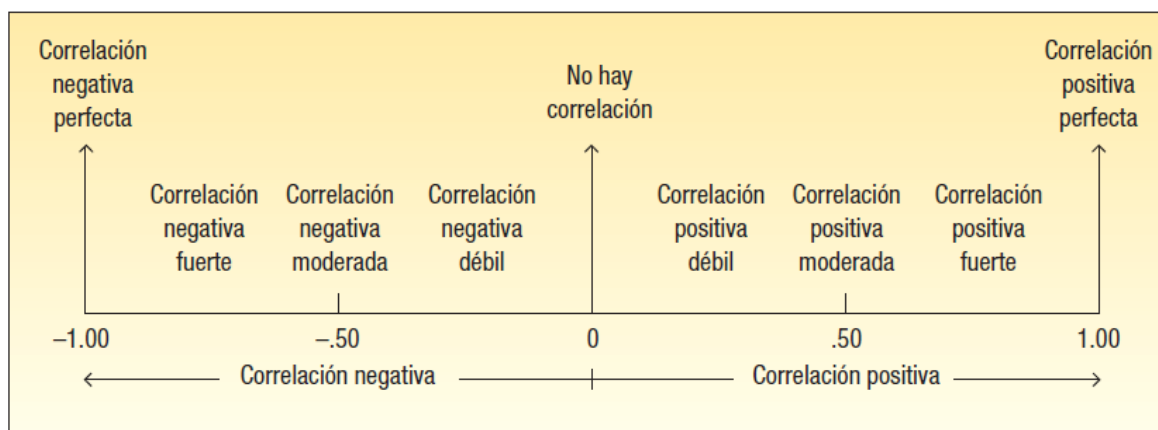 Correlación
negativa
perfecta
No hay
correlación
Correlación
positiva
perfecta
Correlación
negativa
fuerte
Correlación
negativa
moderada
Correlación
negativa
débil
Correlación
positiva
débil
Correlación
positiva
moderada
Correlación
positiva
fuerte
–1.00
–.50
0
.50
1.00
Correlación negativa
Correlación positiva